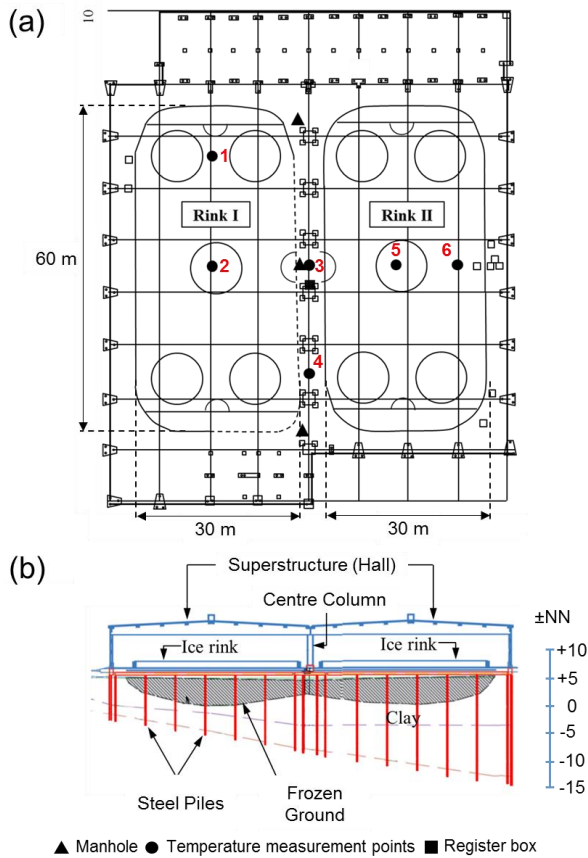 (a)
10
1
Rink I
Rink II
60 m
2
3
5
6
4
30 m
30 m
(b)
Superstructure (Hall)
Centre Column
±NN
Ice rink
Ice rink
+10
+5
0
-5
-10
-15
Clay
Steel Piles
Frozen
Ground
Manhole
Temperature measurement points
Register box